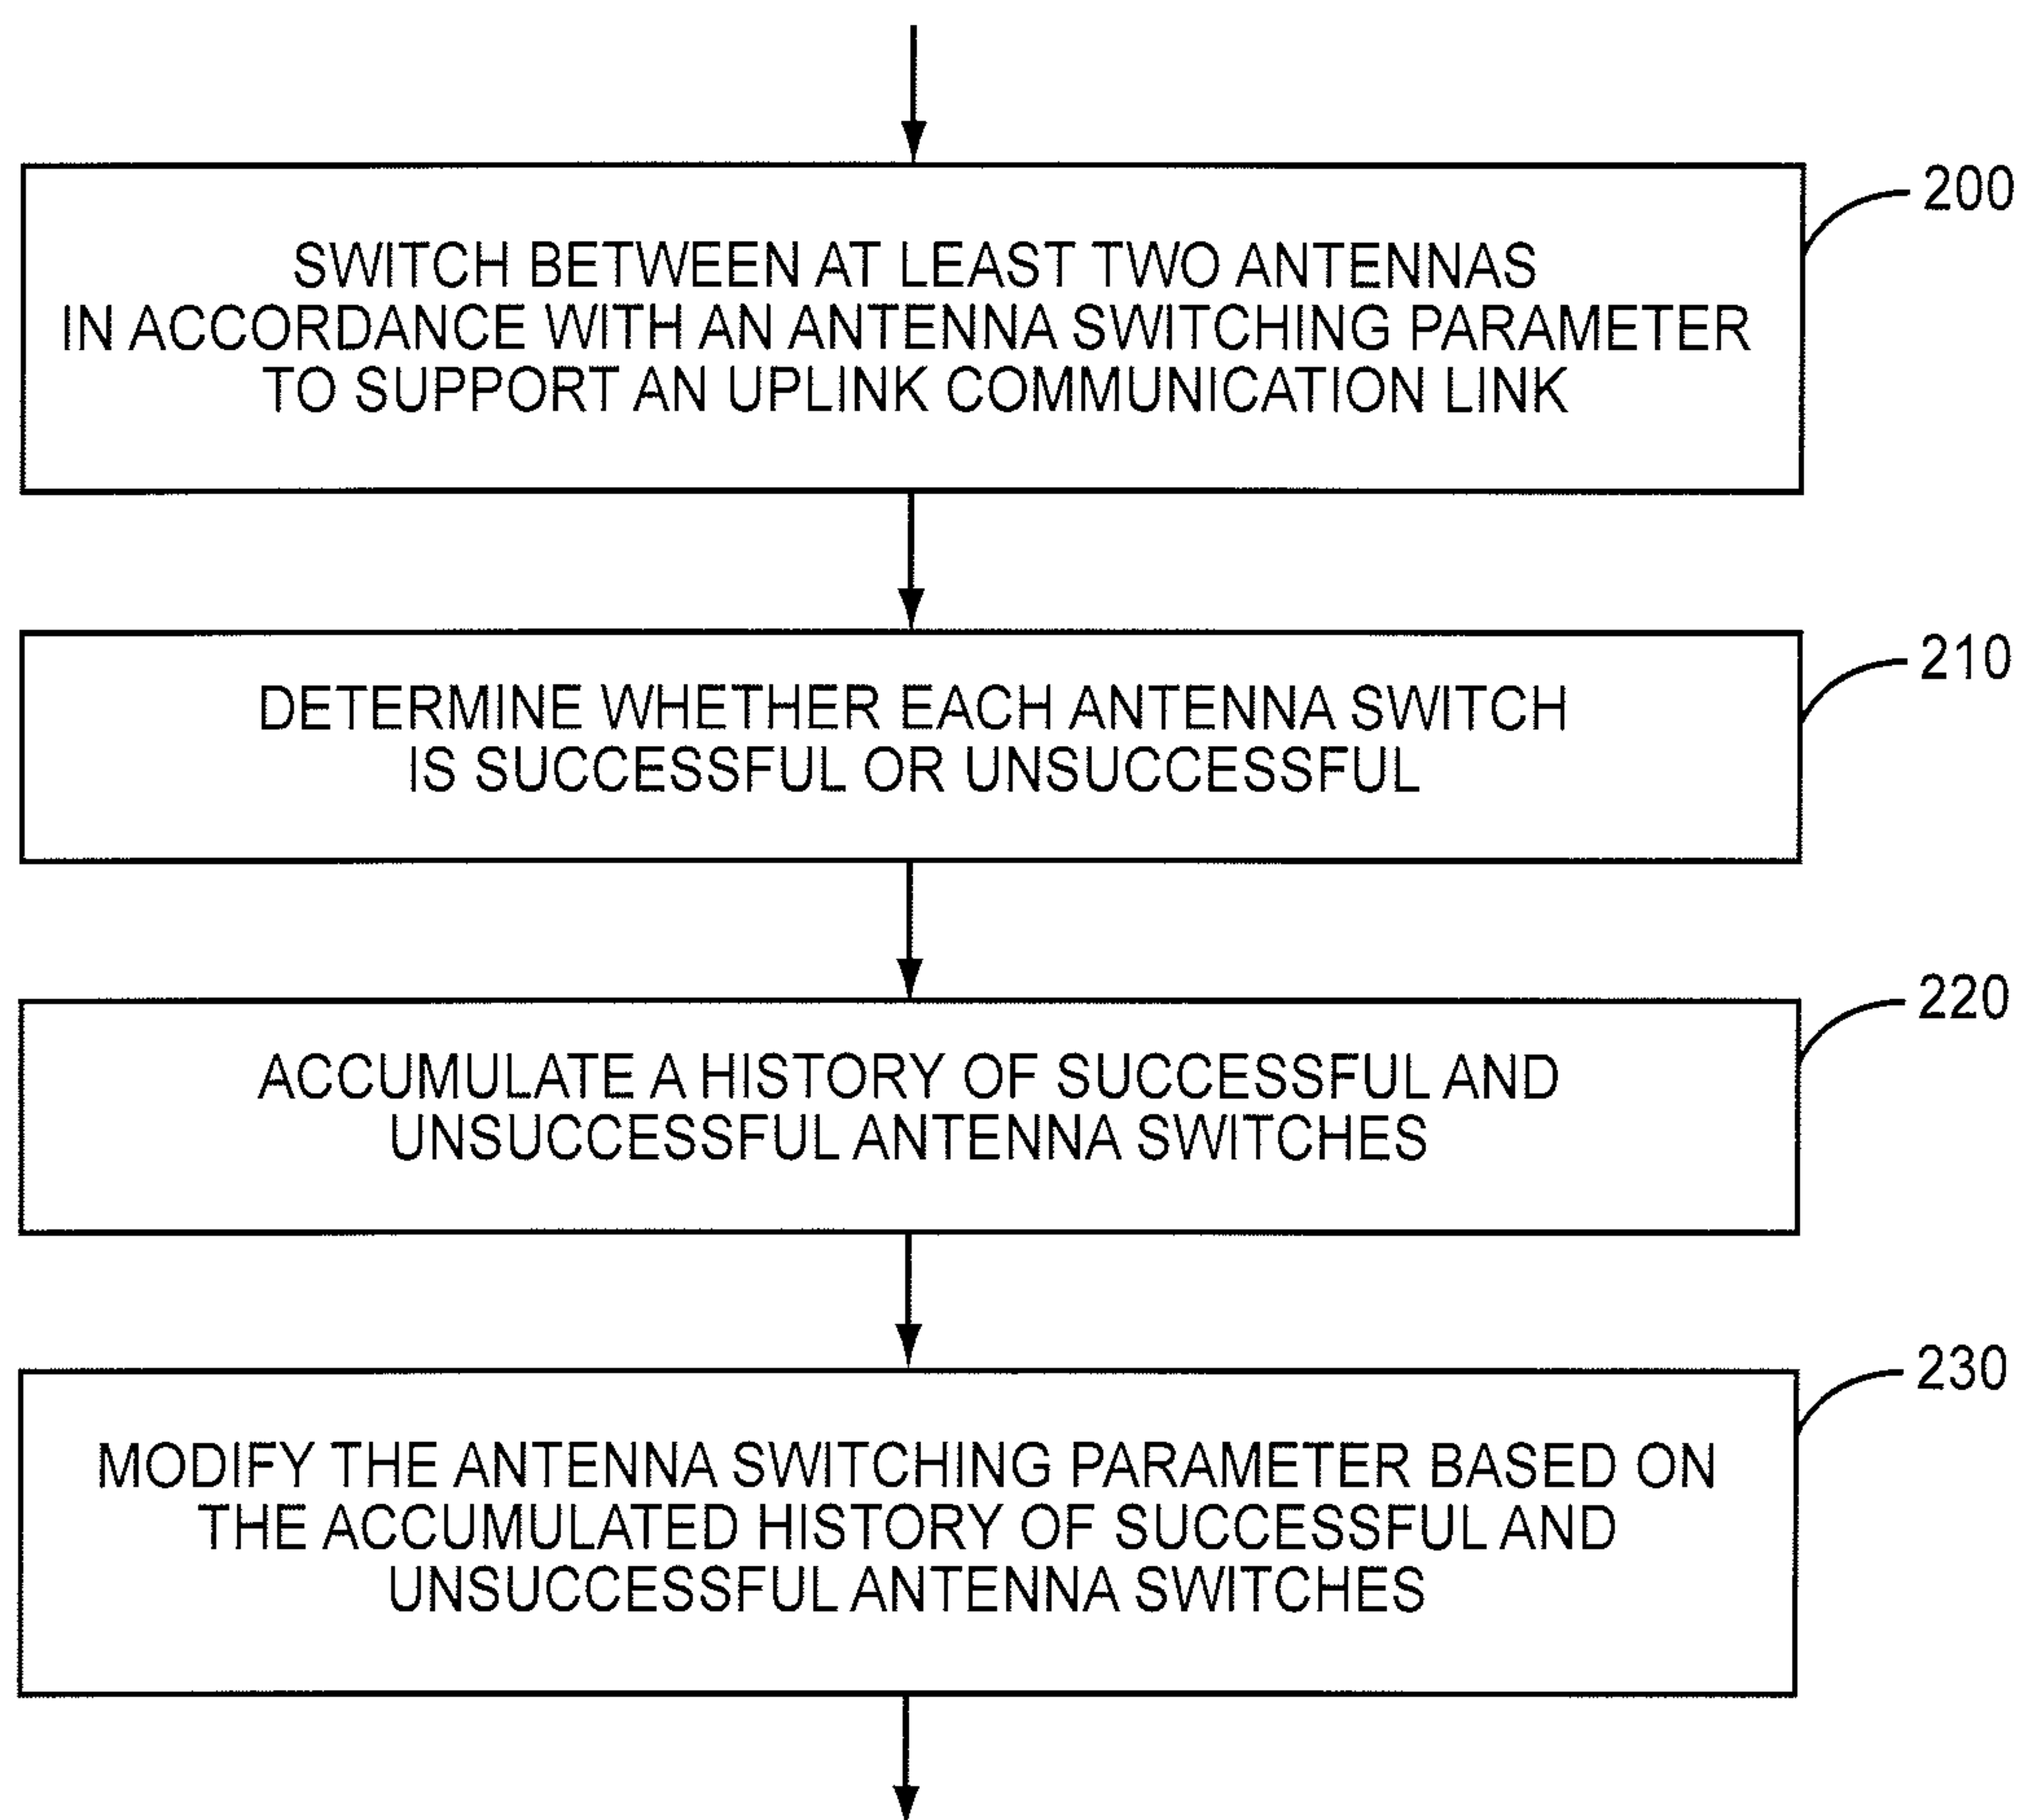 200
SWITCH BETWEEN AT LEAST TWO ANTENNAS
IN ACCORDANCE WITH AN ANTENNA SWITCHING PARAMETER
TO SUPPORT AN UPLINK COMMUNICATION LINK
210
DETERMINE WHETHER EACH ANTENNA SWITCH
IS SUCCESSFUL OR UNSUCCESSFUL
220
ACCUMULATE A HISTORY OF SUCCESSFUL AND
UNSUCCESSFUL ANTENNA SWITCHES
230
MODIFY THE ANTENNA SWITCHING PARAMETER BASED ON
THE ACCUMULATED HISTORY OF SUCCESSFUL AND
UNSUCCESSFUL ANTENNA SWITCHES